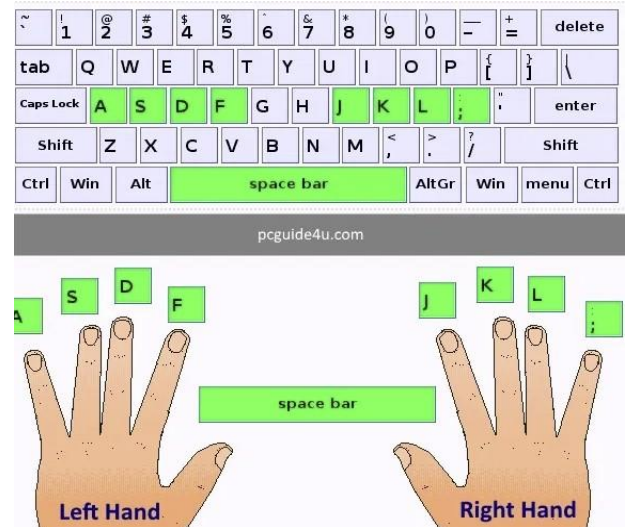 ~ ! @ # $ % ^ & * ( ) __ + delete
` 1 2 3 4 5 6 7 8 9 0 - =
tab Q W E R T Y U I O P { [ } ] | \
Caps Lock A S D F G H J K L : ; " ' enter
Shift Z X C V B N M < , > . ? / Shift
Ctrl Win Alt space bar AltGr Win menu Ctrl
pcguide4u.com
A S D F J K L : ;
space bar
Left Hand Right Hand